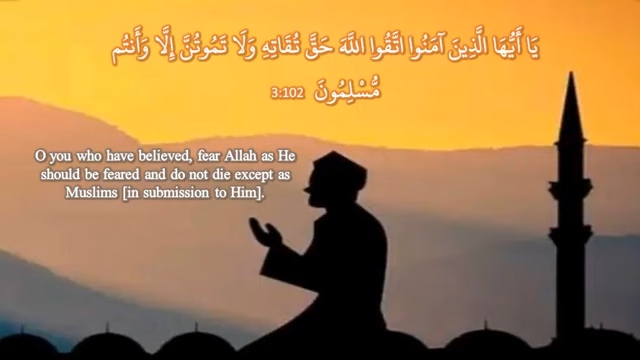 يَا أَيُّهَا الَّذِينَ آمَنُوا اتَّقُوا اللَّهَ حَقَّ تُقَاتِهِ وَلَا تَمُوتُنَّ إِلَّا وَأَنتُم
مُّسْلِمُونَ 3:102
O you who have believed, fear Allah as He
should be feared and do not die except as
Muslims [in submission to Him].